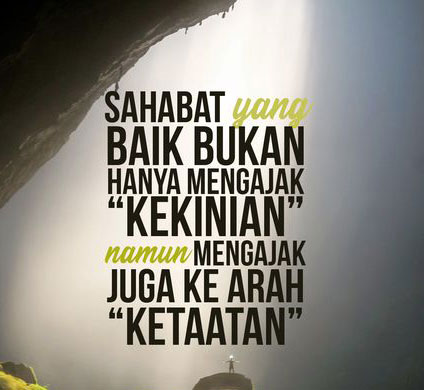 SAHABAT yang
BAIK BUKAN
HANYA MENGAJAK
“KEKINIAN”
namun MENGAJAK
JUGA KE ARAH
“KETAATAN”